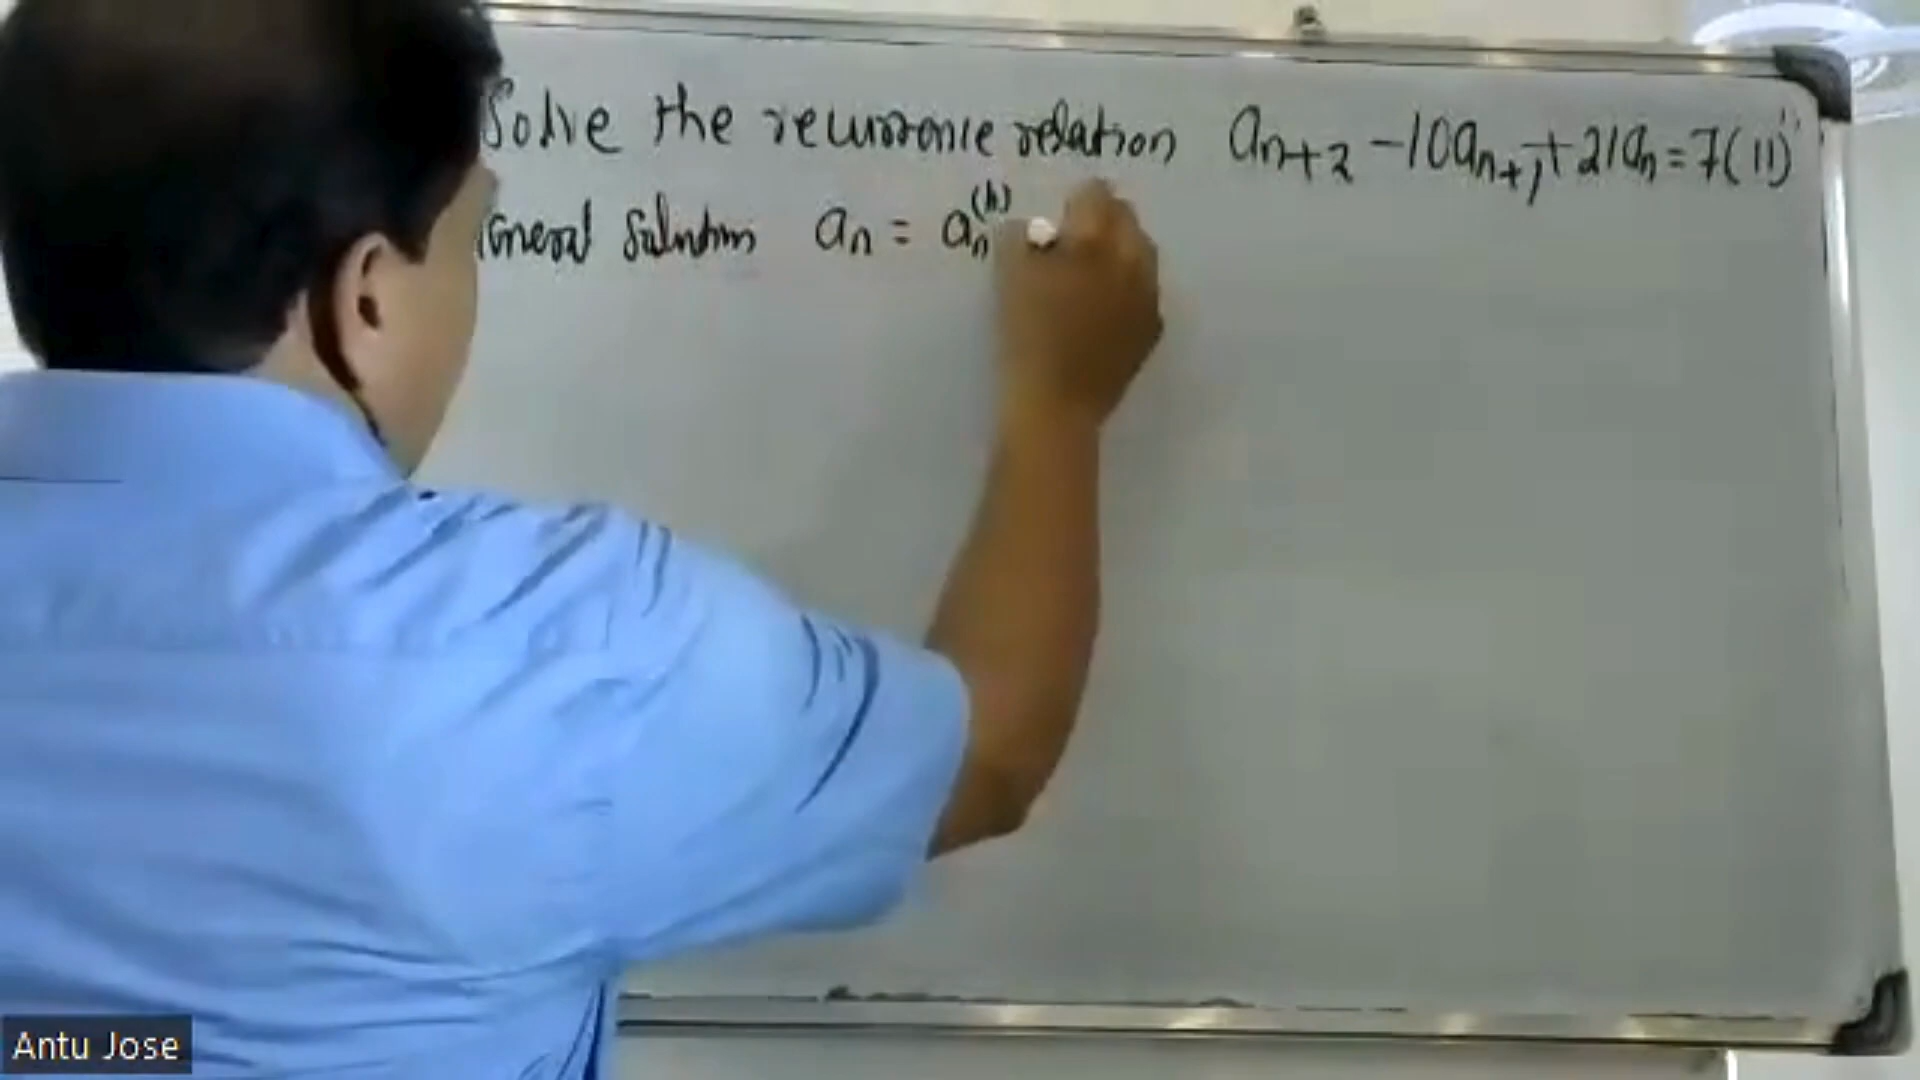 Solve the recurrence relation aₙ₊₂ -10aₙ₊₁ + 21aₙ = 7(11)ⁿ
General Solution aₙ = aₙ⁽ʰ⁾
Antu Jose